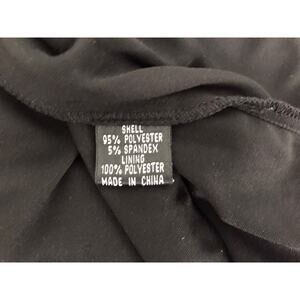 SHELL
95% POLYESTER
5% SPANDEX
LINING
100% POLYESTER
MADE IN CHINA